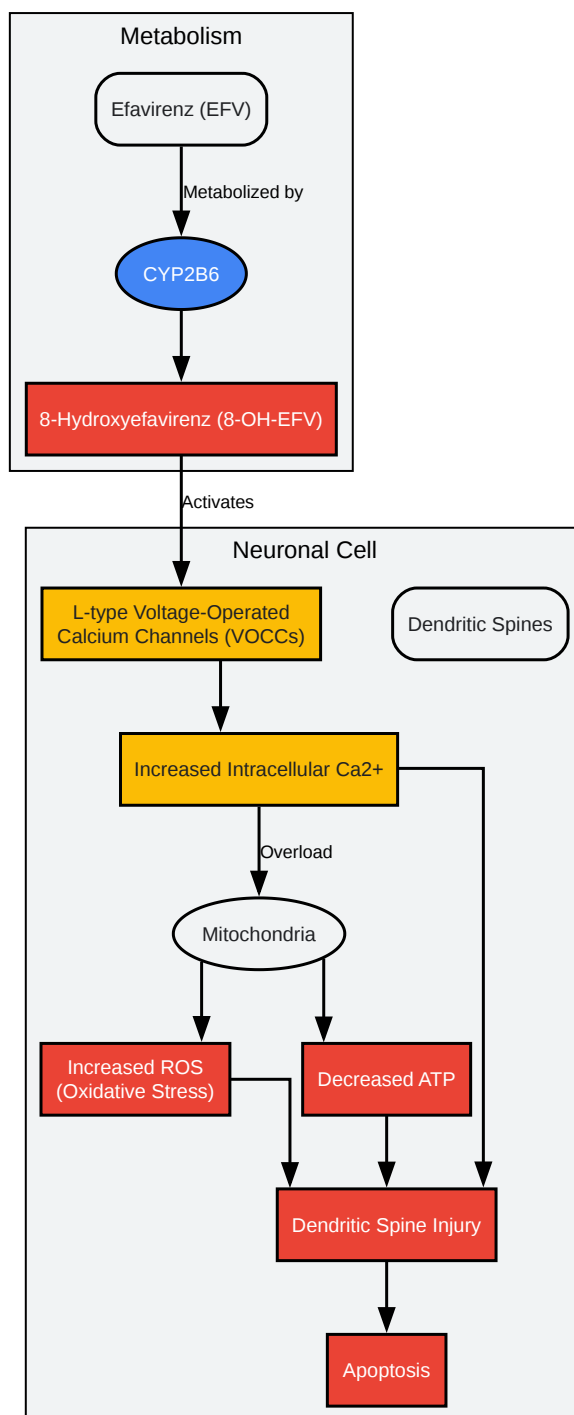 Metabolism
Efavirenz (EFV)
Metabolized by
CYP2B6
8-Hydroxyefavirenz (8-OH-EFV)
Activates
Neuronal Cell
L-type Voltage-Operated
Calcium Channels (VOCCs)
Dendritic Spines
Increased Intracellular Ca2+
Overload
Mitochondria
Increased ROS
(Oxidative Stress)
Decreased ATP
Dendritic Spine Injury
Apoptosis